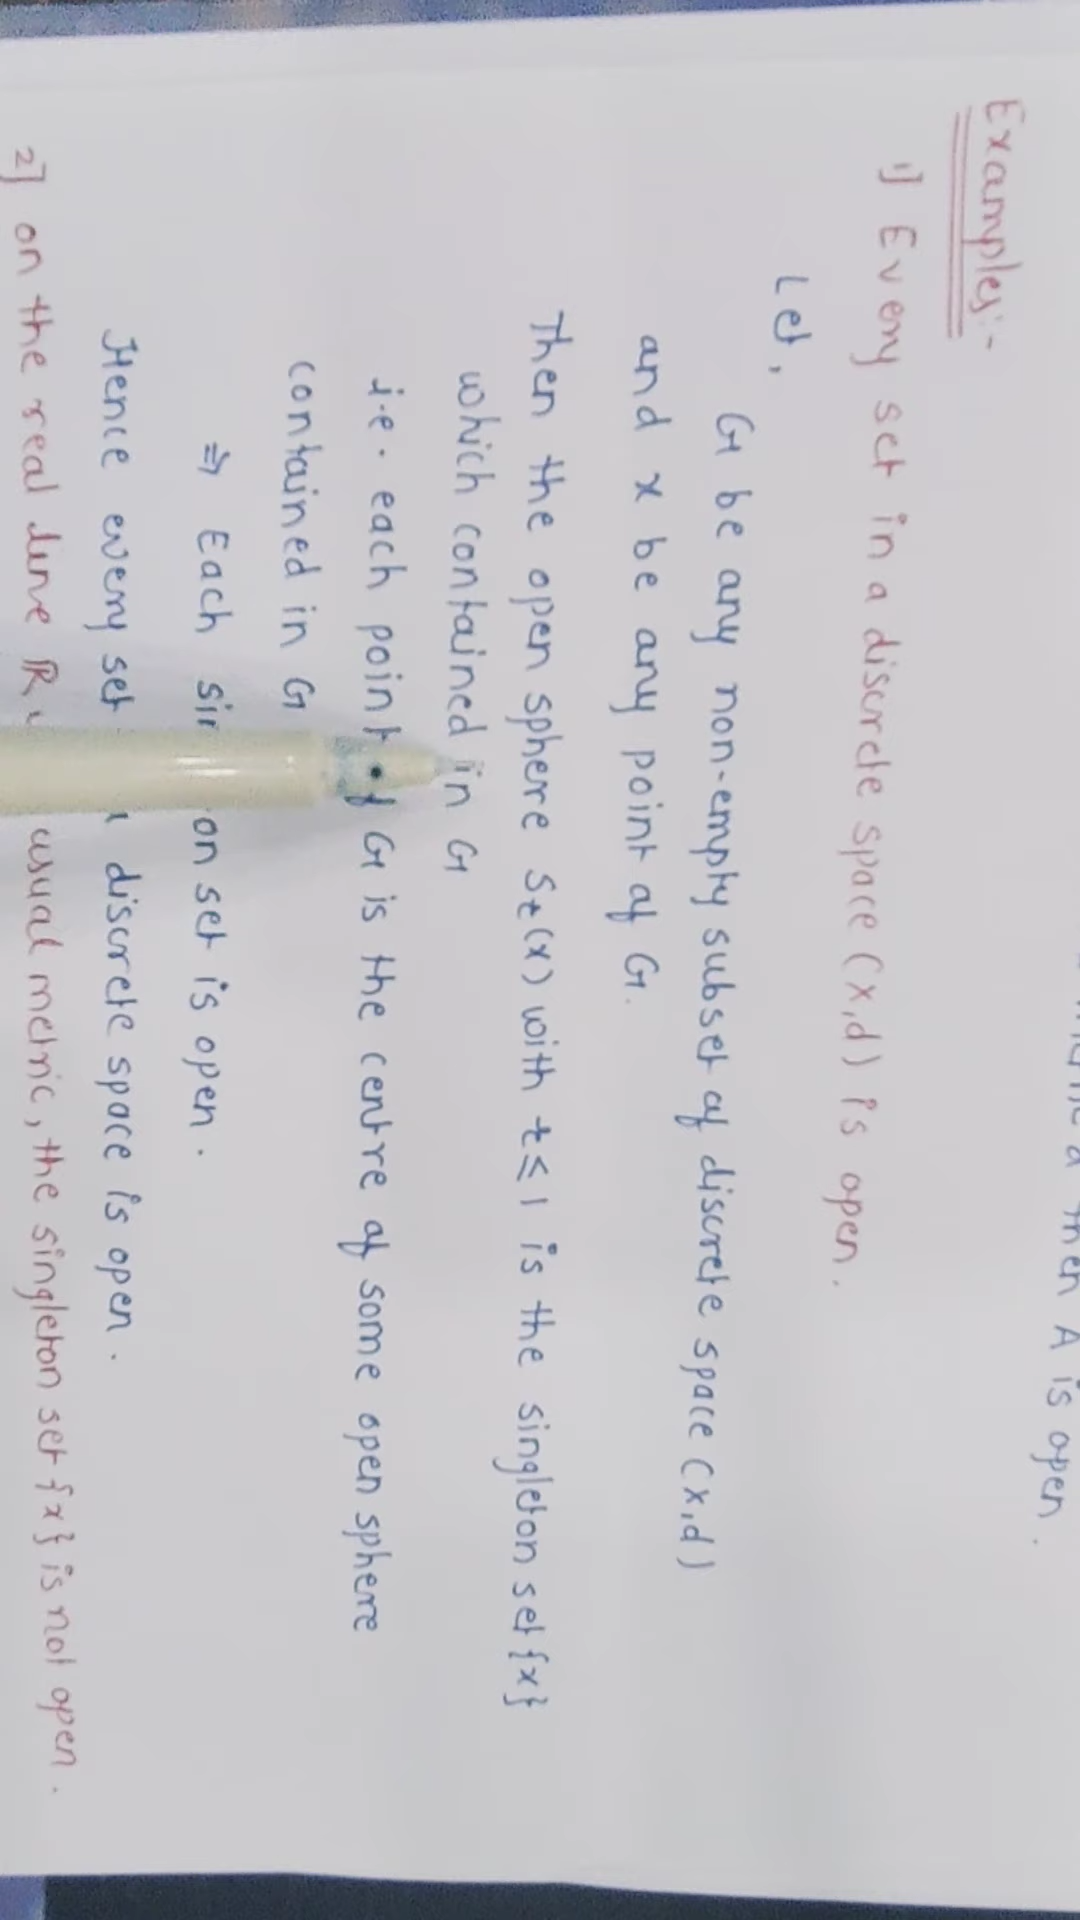 then A is open.
Examples:-
1] Every set in a discrete space (x,d) is open.
Let,
G be any non-empty subset of discrete space (x,d)
and x be any point of G.
Then the open sphere St(x) with t≤1 is the singleton set {x}
which contained in G
i.e. each point of G is the centre of some open sphere
contained in G
⇒ Each on set is open.
Hence every set discrete space is open.
2] on the real line R usual metric, the singleton set {x} is not open.